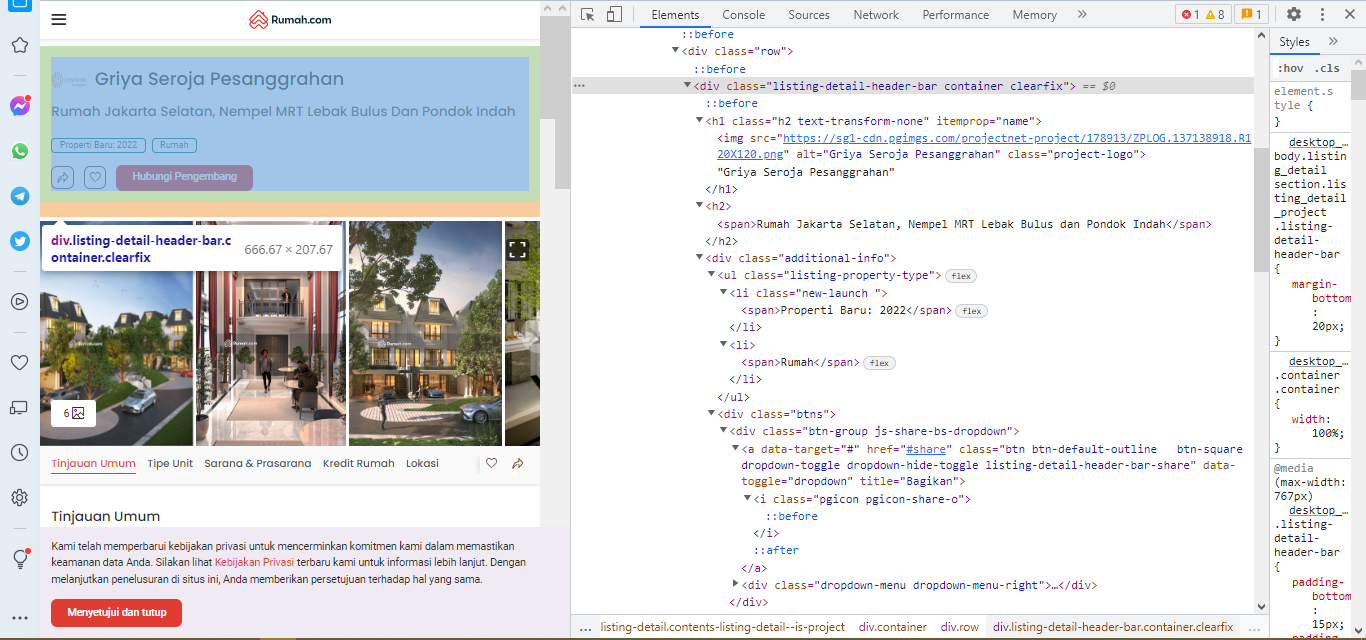 Rumah.com
Griya Seroja Pesanggrahan
Rumah Jakarta Selatan, Nempel MRT Lebak Bulus Dan Pondok Indah
Properti Baru: 2022
Rumah
Hubungi Pengembang
div.listing-detail-header-bar.c
ontainer.clearfix
666.67 × 207.67
6
Tinjauan Umum
Tipe Unit
Sarana & Prasarana
Kredit Rumah
Lokasi
Tinjauan Umum
Kami telah memperbarui kebijakan privasi untuk mencerminkan komitmen kami dalam memastikan
keamanan data Anda. Silakan lihat Kebijakan Privasi terbaru kami untuk informasi lebih lanjut. Dengan
melanjutkan penelusuran di situs ini, Anda memberikan persetujuan terhadap hal yang sama.
Menyetujui dan tutup
Elements
Console
Sources
Network
Performance
Memory
»
1
8
1
::before
<div class="row">
::before
<div class="listing-detail-header-bar container clearfix"> == $0
::before
<h1 class="h2 text-transform-none" itemprop="name">
<img src="https://sg1-cdn.pgimgs.com/projectnet-project/178913/ZPLOG.137138918.R1
20X120.png" alt="Griya Seroja Pesanggrahan" class="project-logo">
"Griya Seroja Pesanggrahan"
</h1>
<h2>
<span>Rumah Jakarta Selatan, Nempel MRT Lebak Bulus dan Pondok Indah</span>
</h2>
<div class="additional-info">
<ul class="listing-property-type"> flex
<li class="new-launch ">
<span>Properti Baru: 2022</span> flex
</li>
<li>
<span>Rumah</span> flex
</li>
</ul>
<div class="btns">
<div class="btn-group js-share-bs-dropdown">
<a data-target="#" href="#share" class="btn btn-default-outline   btn-square
dropdown-toggle dropdown-hide-toggle listing-detail-header-bar-share" data-
toggle="dropdown" title="Bagikan">
<i class="pgicon pgicon-share-o">
::before
</i>
::after
</a>
<div class="dropdown-menu dropdown-menu-right">…</div>
</div>
... listing-detail.contents-listing-detail--is-project
div.container
div.row
div.listing-detail-header-bar.container.clearfix
...
Styles
»
:hov .cls
element.s
tyle {
}
desktop_…
body.listin
g_detail
section.lis
ting_detail
_project
.listing-
detail-
header-bar
{
margin-
bottom
:
20px;
}
desktop_…
.container
.container
{
width:
100%;
}
@media
(max-width:
767px)
desktop_…
.listing-
detail-
header-bar
{
padding-
bottom
:
15px;